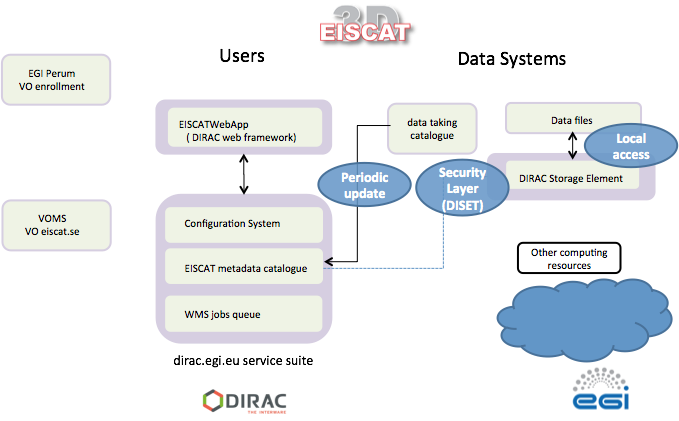 3D
EISCAT
Users
Data Systems
EGI Perum
VO enrollment
EISCATWebApp
( DIRAC web framework)
data taking
catalogue
Data files
Local
access
Periodic
update
Security
Layer
(DISET)
DIRAC Storage Element
VOMS
VO eiscat.se
Configuration System
EISCAT metadata catalogue
WMS jobs queue
Other computing
resources
dirac.egi.eu service suite
DIRAC
THE INTERWARE
egi